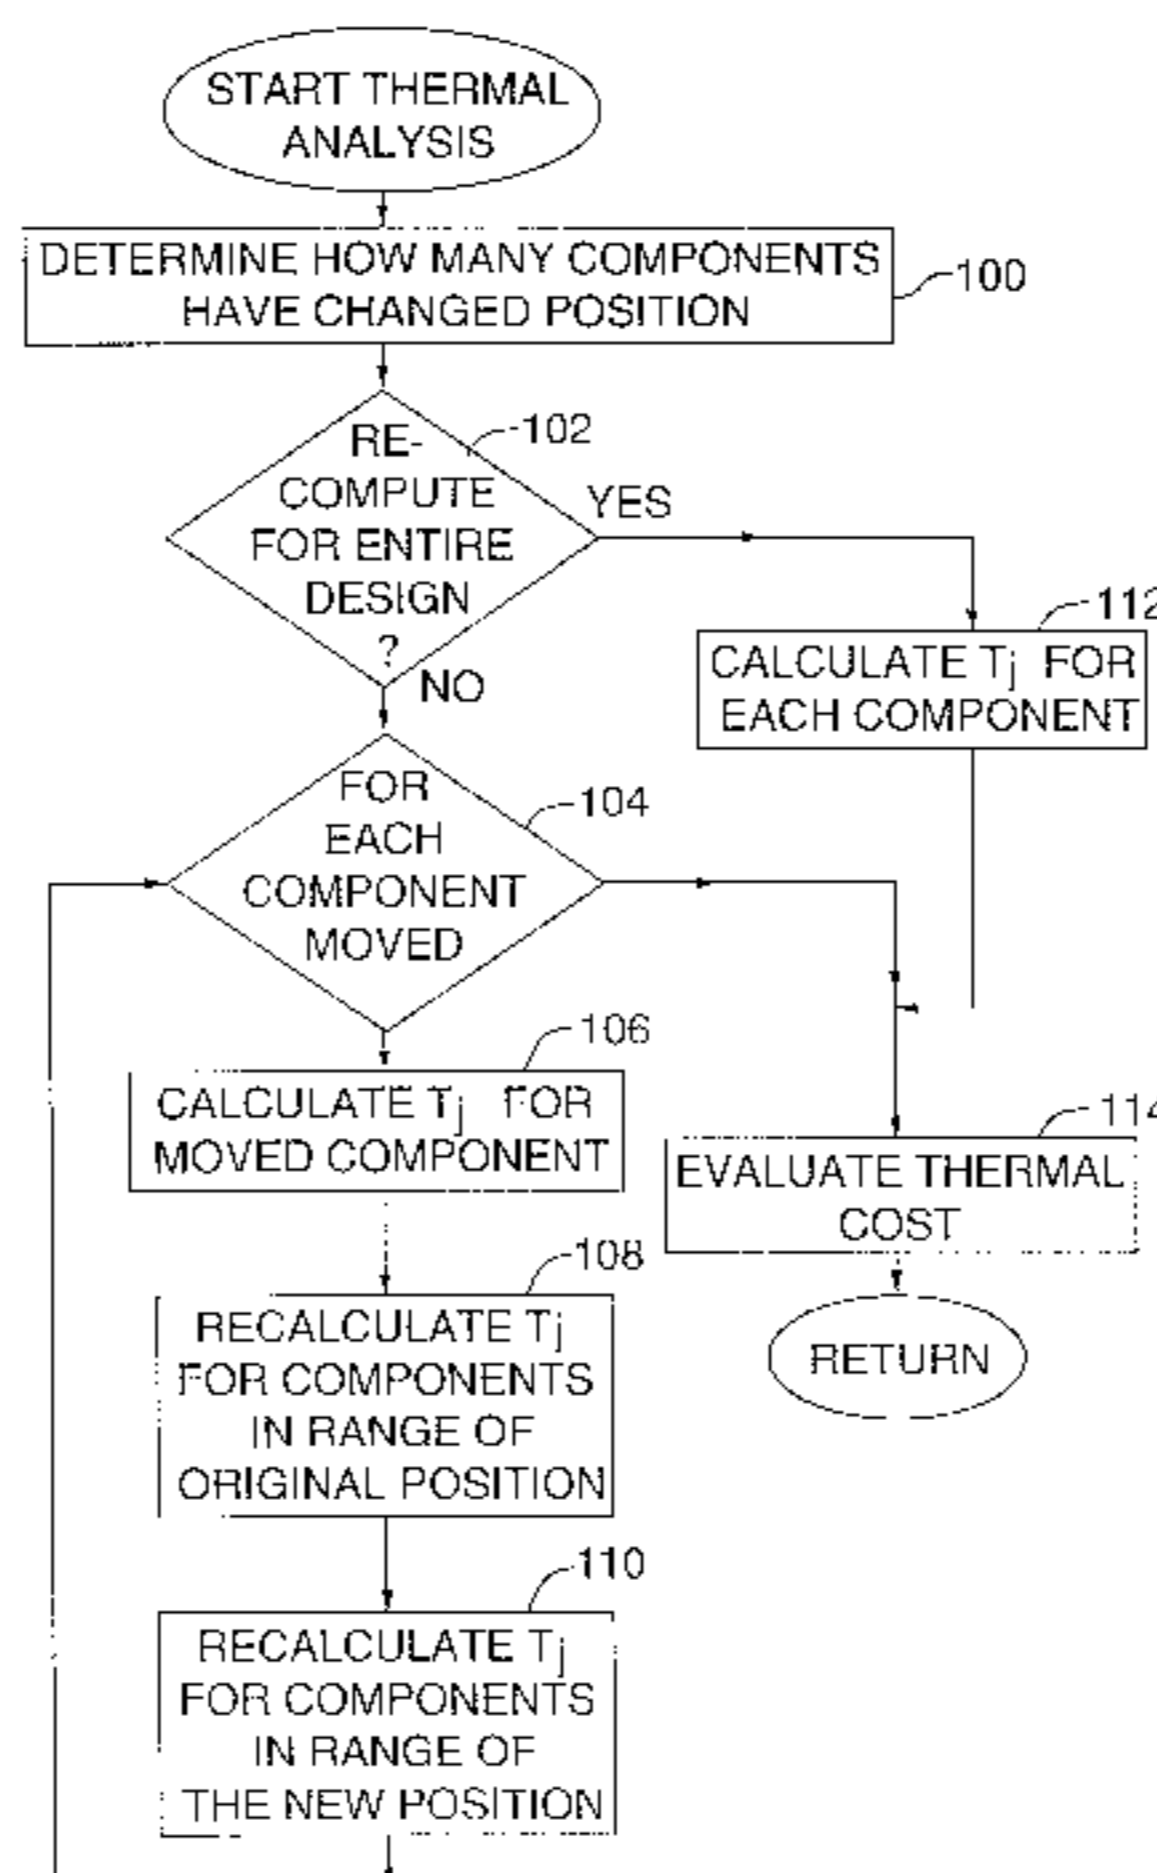 START THERMAL
ANALYSIS
DETERMINE HOW MANY COMPONENTS
HAVE CHANGED POSITION
100
RE-
COMPUTE
FOR ENTIRE
DESIGN
?
102
YES
NO
112
CALCULATE Tj FOR
EACH COMPONENT
FOR
EACH
COMPONENT
MOVED
104
106
CALCULATE Tj FOR
MOVED COMPONENT
114
EVALUATE THERMAL
COST
108
RECALCULATE Tj
FOR COMPONENTS
IN RANGE OF
ORIGINAL POSITION
RETURN
110
RECALCULATE Tj
FOR COMPONENTS
IN RANGE OF
THE NEW POSITION